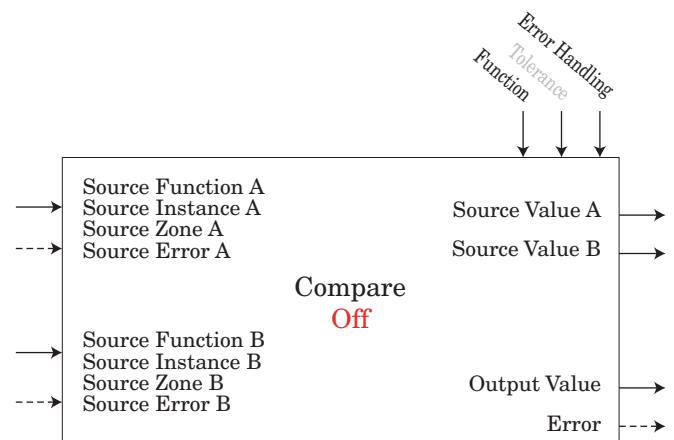 Error Handling
Tolerance
Function
Source Function A
Source Instance A
Source Zone A
Source Error A
Source Value A
Source Value B
Compare
Off
Source Function B
Source Instance B
Source Zone B
Source Error B
Output Value
Error